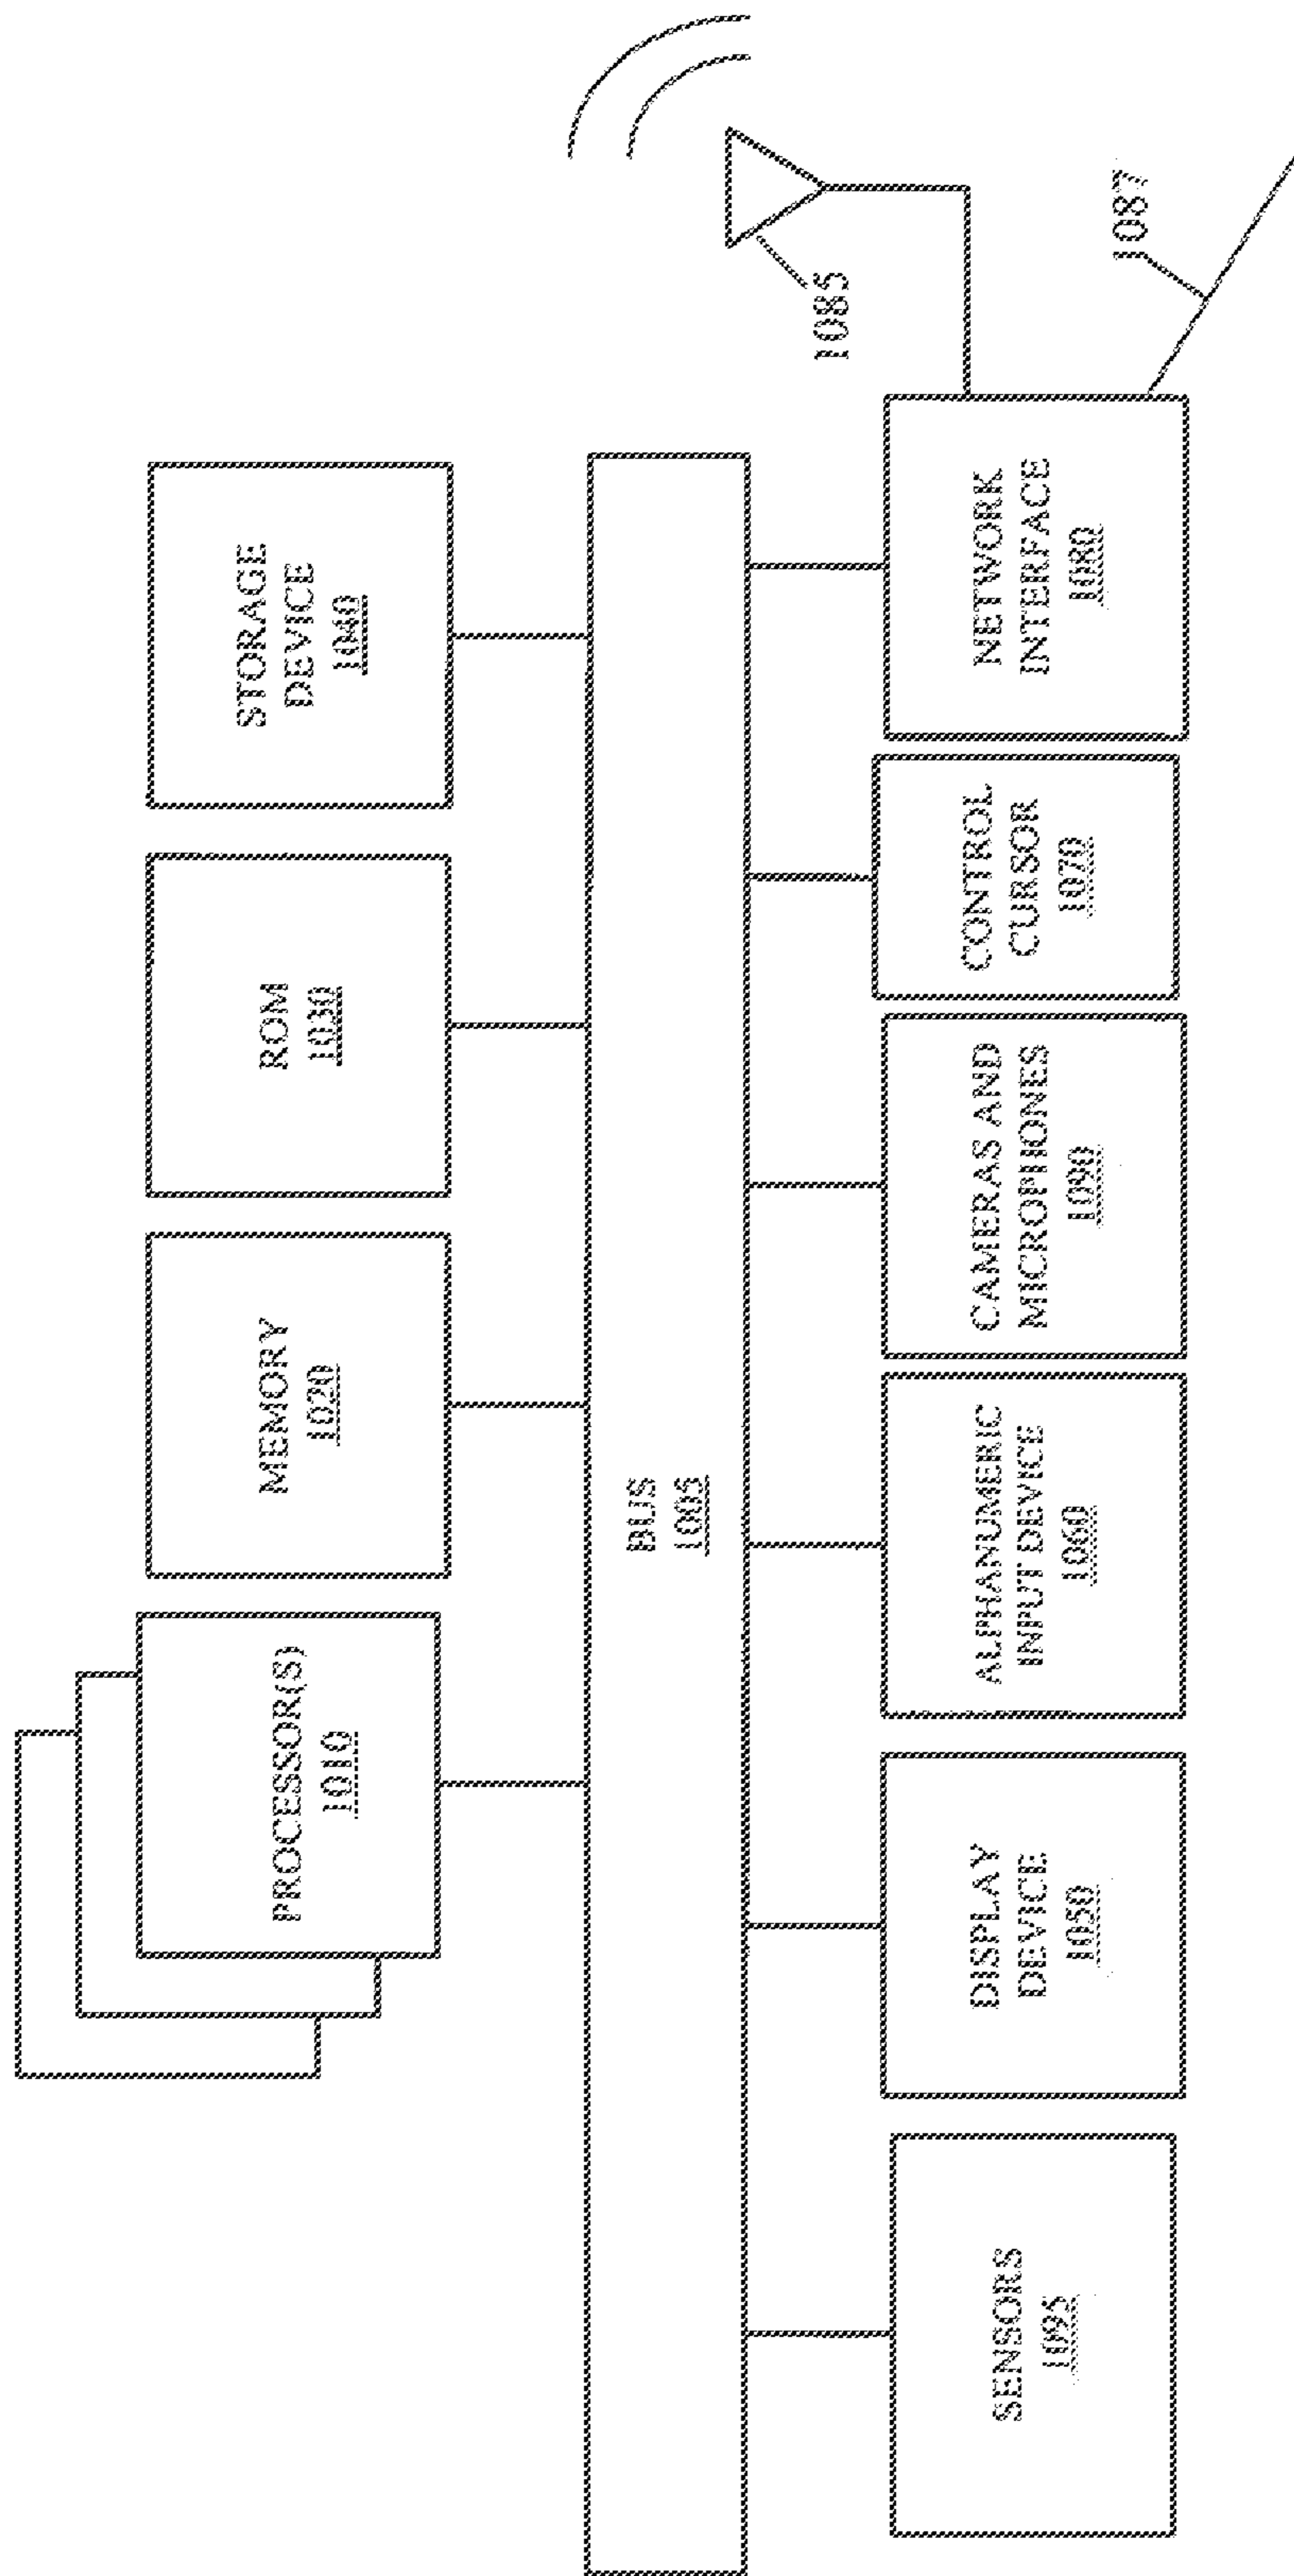 PROCESSOR(S)
1010
MEMORY
1020
ROM
1030
STORAGE
DEVICE
1040
BUS
1005
SENSORS
1095
DISPLAY
DEVICE
1050
ALPHANUMERIC
INPUT DEVICE
1060
CAMERAS AND
MICROPHONES
1090
CONTROL
CURSOR
1070
NETWORK
INTERFACE
1080
1085
1087